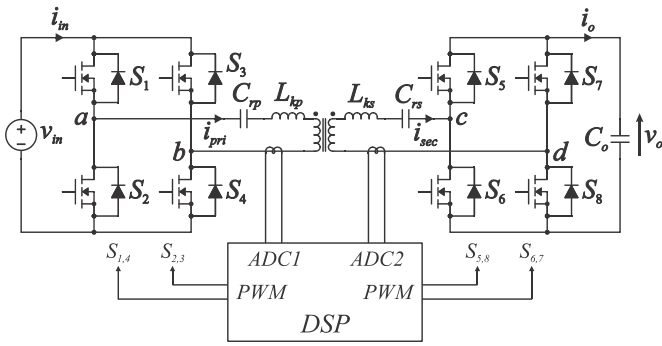 i_in
i_o
S_1
S_3
S_5
S_7
C_rp
L_kp
L_ks
C_rs
a
i_pri
i_sec
c
v_in
b
d
C_o
v_o
S_2
S_4
S_6
S_8
S_1,4
S_2,3
ADC1
ADC2
S_5,8
S_6,7
PWM
PWM
DSP